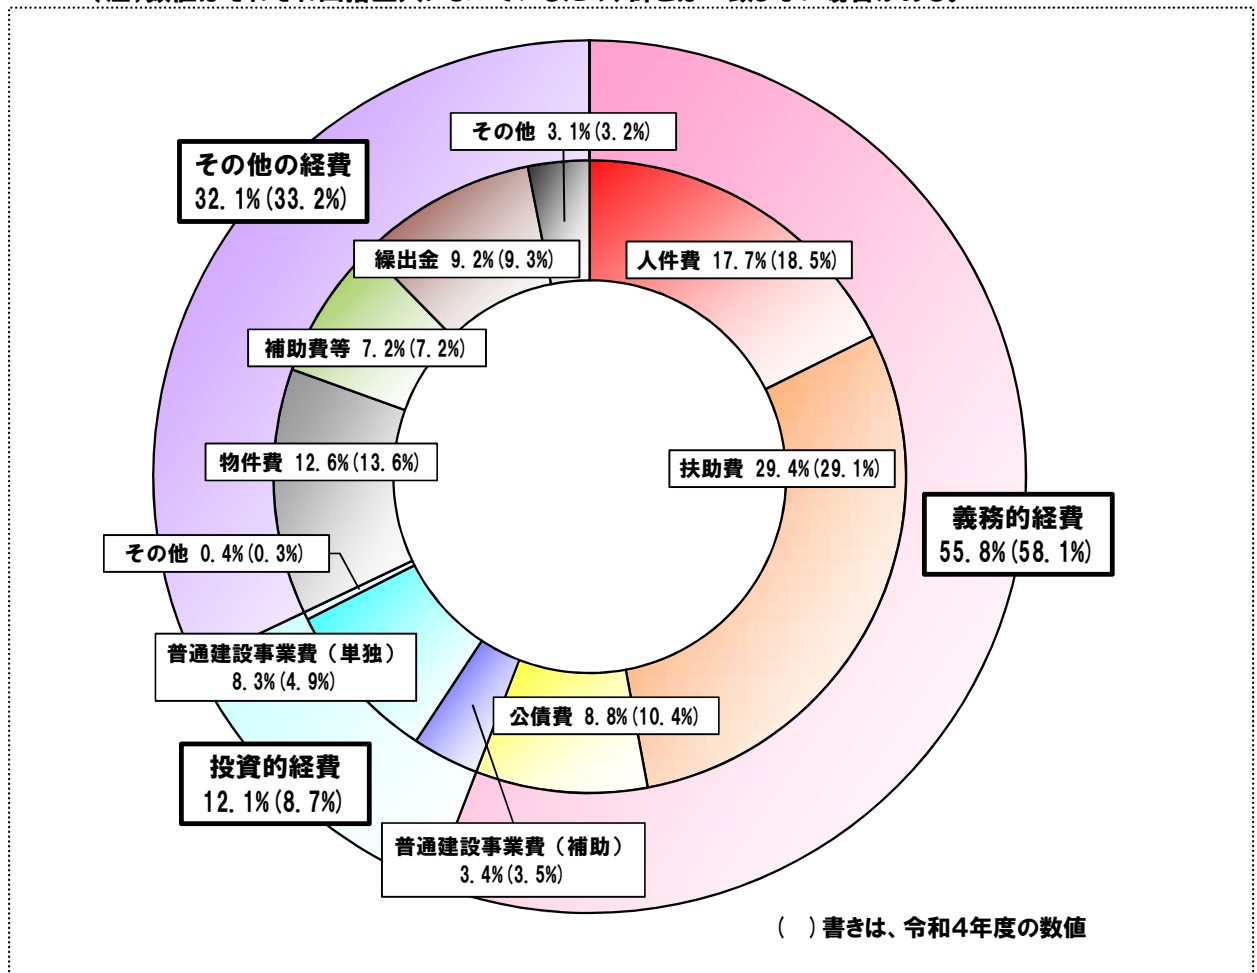 その他 3.1%(3.2%)
その他の経費
32.1%(33.2%)
繰出金 9.2%(9.3%)
人件費 17.7%(18.5%)
補助費等 7.2%(7.2%)
物件費 12.6%(13.6%)
扶助費 29.4%(29.1%)
義務的経費
55.8%(58.1%)
その他 0.4%(0.3%)
普通建設事業費(単独)
8.3%(4.9%)
公債費 8.8%(10.4%)
投資的経費
12.1%(8.7%)
普通建設事業費(補助)
3.4%(3.5%)
(　)書きは、令和4年度の数値